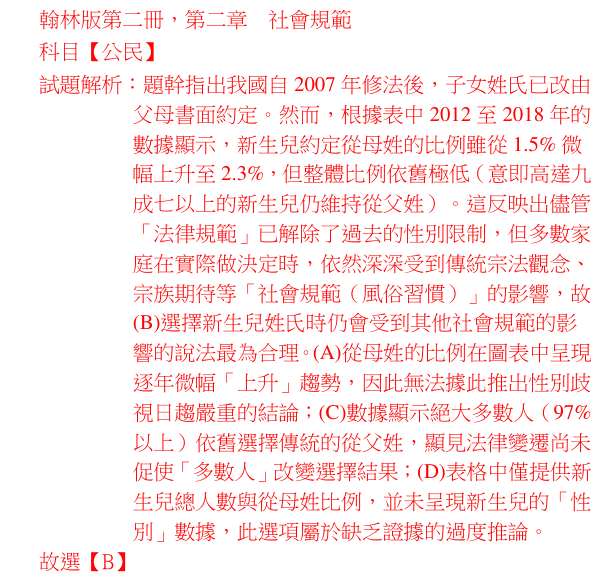 翰林版第二冊，第二章　社會規範
科目【公民】
試題解析：題幹指出我國自 2007 年修法後，子女姓氏已改由
父母書面約定。然而，根據表中 2012 至 2018 年的
數據顯示，新生兒約定從母姓的比例雖從 1.5% 微
幅上升至 2.3%，但整體比例依舊極低（意即高達九
成七以上的新生兒仍維持從父姓）。這反映出儘管
「法律規範」已解除了過去的性別限制，但多數家
庭在實際做決定時，依然深深受到傳統宗法觀念、
宗族期待等「社會規範（風俗習慣）」的影響，故
(B)選擇新生兒姓氏時仍會受到其他社會規範的影
響的說法最為合理。(A)從母姓的比例在圖表中呈現
逐年微幅「上升」趨勢，因此無法據此推出性別歧
視日趨嚴重的結論；(C)數據顯示絕大多數人（97%
以上）依舊選擇傳統的從父姓，顯見法律變遷尚未
促使「多數人」改變選擇結果；(D)表格中僅提供新
生兒總人數與從母姓比例，並未呈現新生兒的「性
別」數據，此選項屬於缺乏證據的過度推論。
故選【B】